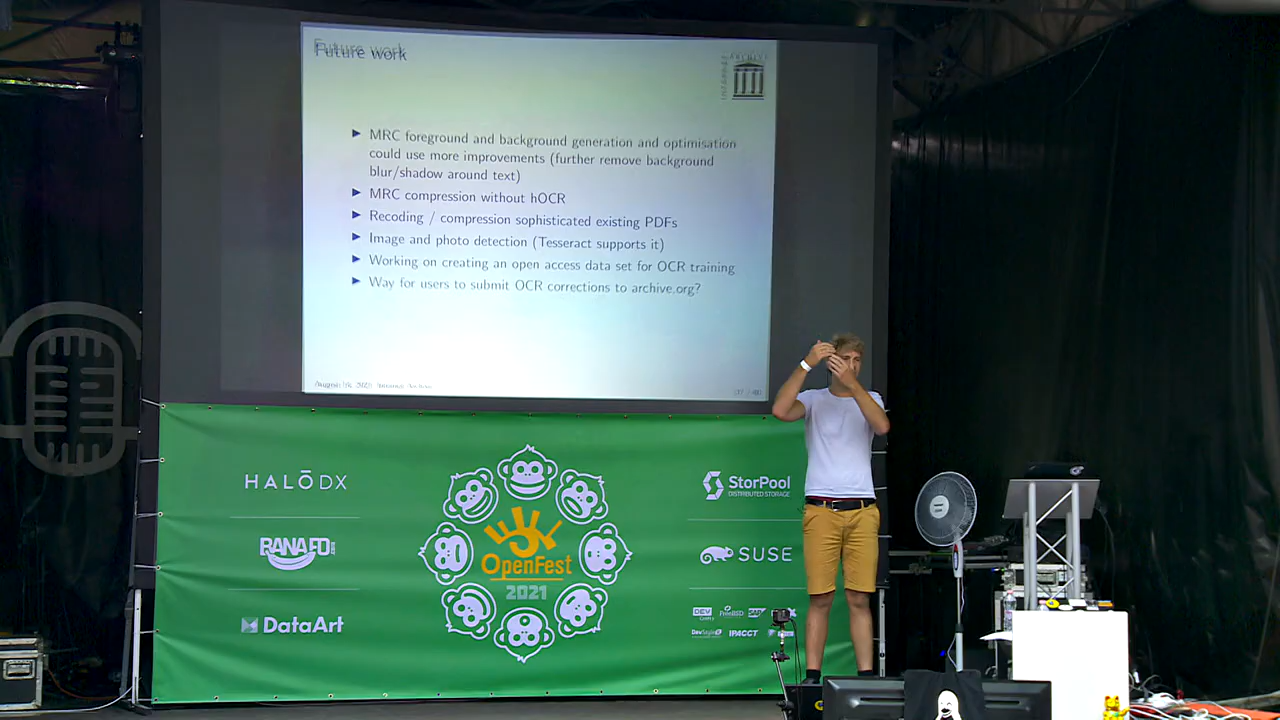 Future work
MRC foreground and background generation and optimisation
could use more improvements (further remove background
blur/shadow around text)
MRC compression without hOCR
Recoding / compression sophisticated existing PDFs
Image and photo detection (Tesseract supports it)
Working on creating an open access data set for OCR training
Way for users to submit OCR corrections to archive.org?
HALŌDX
DataArt
OpenFest
2021
StorPool
DISTRIBUTED STORAGE
SUSE
DEV
IPACCT